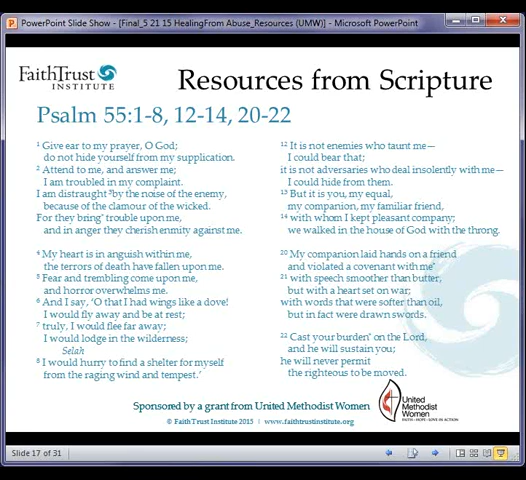 PowerPoint Slide Show - [Final_5 21 15 HealingFrom Abuse_Resources (UMW)] - Microsoft PowerPoint
FaithTrust
INSTITUTE
Resources from Scripture
Psalm 55:1-8, 12-14, 20-22
1 Give ear to my prayer, O God;
do not hide yourself from my supplication.
2 Attend to me, and answer me;
I am troubled in my complaint.
I am distraught 3by the noise of the enemy,
because of the clamour of the wicked.
For they bring* trouble upon me,
and in anger they cherish enmity against me.
4 My heart is in anguish within me,
the terrors of death have fallen upon me.
5 Fear and trembling come upon me,
and horror overwhelms me.
6 And I say, ‘O that I had wings like a dove!
I would fly away and be at rest;
7 truly, I would flee far away;
I would lodge in the wilderness;
Selah
8 I would hurry to find a shelter for myself
from the raging wind and tempest.’
12 It is not enemies who taunt me—
I could bear that;
it is not adversaries who deal insolently with me—
I could hide from them.
13 But it is you, my equal,
my companion, my familiar friend,
14 with whom I kept pleasant company;
we walked in the house of God with the throng.
20 My companion laid hands on a friend
and violated a covenant with me*
21 with speech smoother than butter,
but with a heart set on war;
with words that were softer than oil,
but in fact were drawn swords.
22 Cast your burden* on the Lord,
and he will sustain you;
he will never permit
the righteous to be moved.
Sponsored by a grant from United Methodist Women
United
Methodist
Women
FAITH • HOPE • LOVE IN ACTION
© FaithTrust Institute 2015 | www.faithtrustinstitute.org
Slide 17 of 31